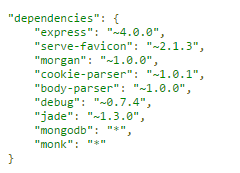 "dependencies": {
"express": "~4.0.0",
"serve-favicon": "~2.1.3",
"morgan": "~1.0.0",
"cookie-parser": "~1.0.1",
"body-parser": "~1.0.0",
"debug": "~0.7.4",
"jade": "~1.3.0",
"mongodb": "*",
"monk": "*"
}